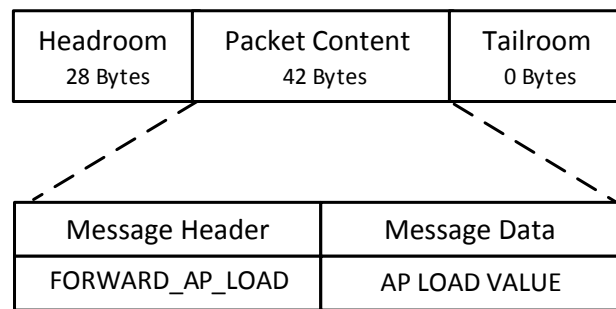 Headroom Packet Content Tailroom
28 Bytes 42 Bytes 0 Bytes
Message Header Message Data
FORWARD_AP_LOAD AP LOAD VALUE